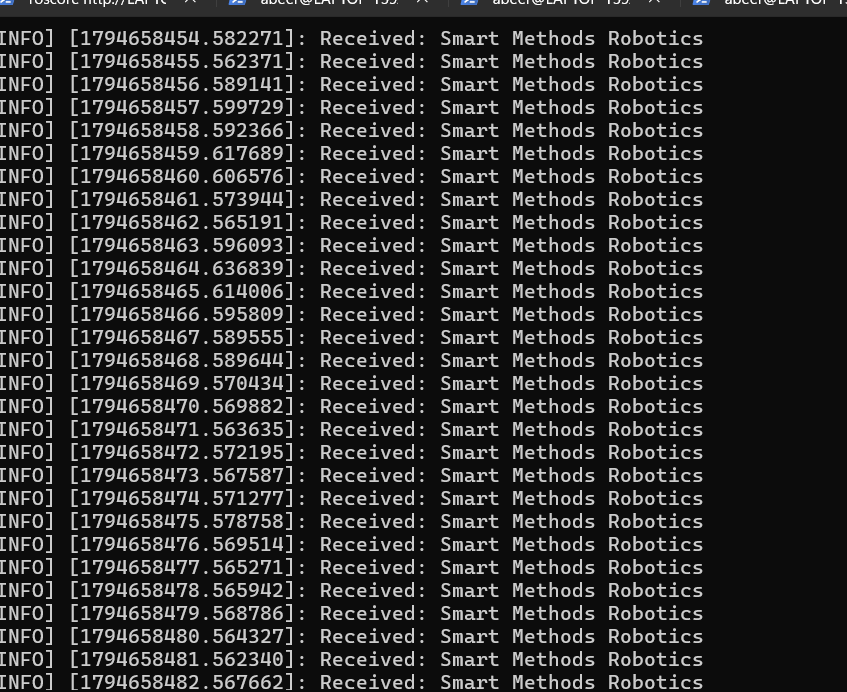 INFO] [1794658454.582271]: Received: Smart Methods Robotics
INFO] [1794658455.562371]: Received: Smart Methods Robotics
INFO] [1794658456.589141]: Received: Smart Methods Robotics
INFO] [1794658457.599729]: Received: Smart Methods Robotics
INFO] [1794658458.592366]: Received: Smart Methods Robotics
INFO] [1794658459.617689]: Received: Smart Methods Robotics
INFO] [1794658460.606576]: Received: Smart Methods Robotics
INFO] [1794658461.573944]: Received: Smart Methods Robotics
INFO] [1794658462.565191]: Received: Smart Methods Robotics
INFO] [1794658463.596093]: Received: Smart Methods Robotics
INFO] [1794658464.636839]: Received: Smart Methods Robotics
INFO] [1794658465.614006]: Received: Smart Methods Robotics
INFO] [1794658466.595809]: Received: Smart Methods Robotics
INFO] [1794658467.589555]: Received: Smart Methods Robotics
INFO] [1794658468.589644]: Received: Smart Methods Robotics
INFO] [1794658469.570434]: Received: Smart Methods Robotics
INFO] [1794658470.569882]: Received: Smart Methods Robotics
INFO] [1794658471.563635]: Received: Smart Methods Robotics
INFO] [1794658472.572195]: Received: Smart Methods Robotics
INFO] [1794658473.567587]: Received: Smart Methods Robotics
INFO] [1794658474.571277]: Received: Smart Methods Robotics
INFO] [1794658475.578758]: Received: Smart Methods Robotics
INFO] [1794658476.569514]: Received: Smart Methods Robotics
INFO] [1794658477.565271]: Received: Smart Methods Robotics
INFO] [1794658478.565942]: Received: Smart Methods Robotics
INFO] [1794658479.568786]: Received: Smart Methods Robotics
INFO] [1794658480.564327]: Received: Smart Methods Robotics
INFO] [1794658481.562340]: Received: Smart Methods Robotics
INFO] [1794658482.567662]: Received: Smart Methods Robotics